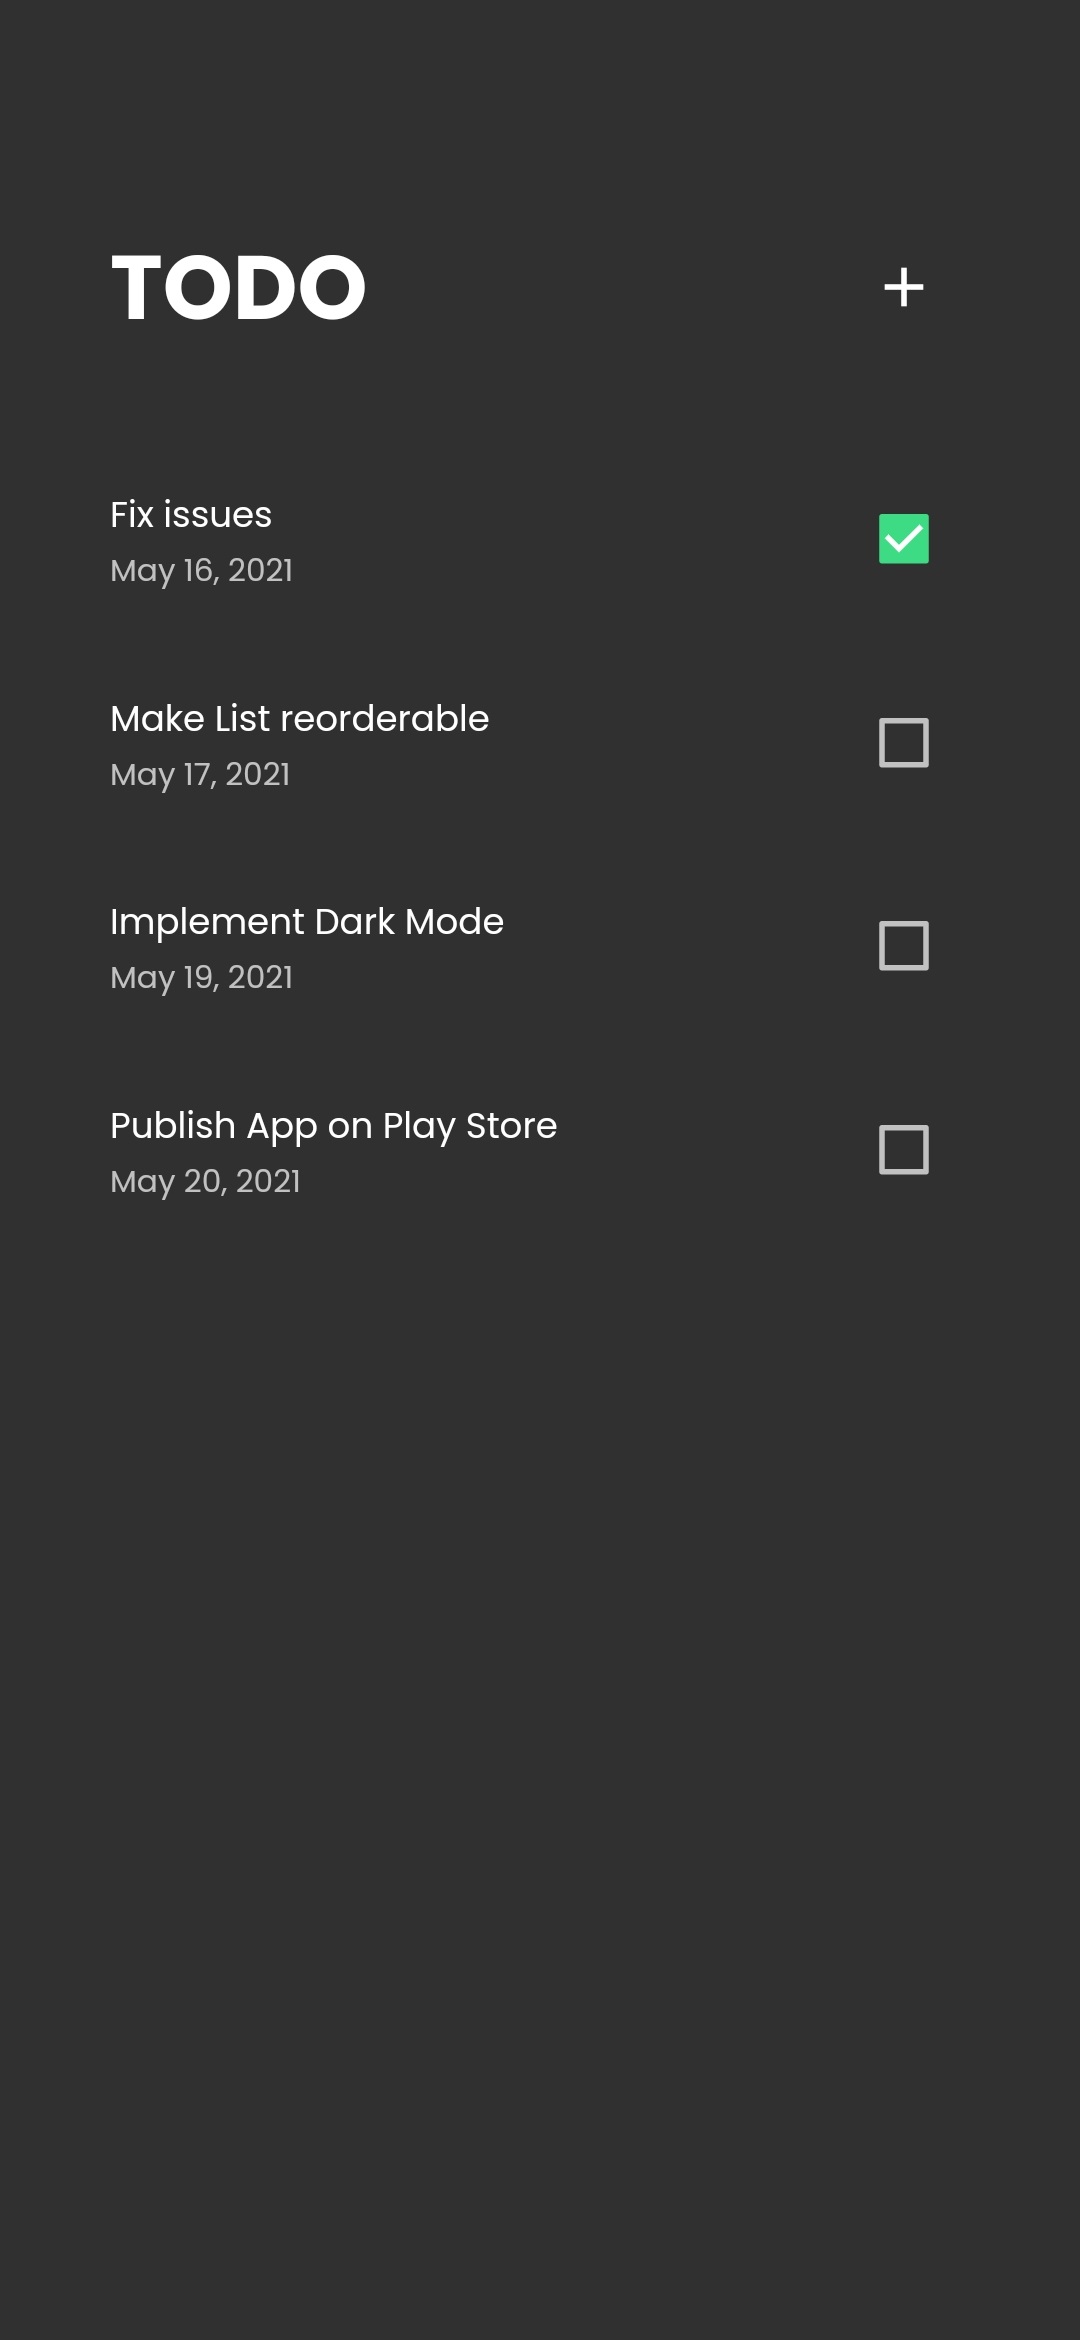 TODO
Fix issues
May 16, 2021
Make List reorderable
May 17, 2021
Implement Dark Mode
May 19, 2021
Publish App on Play Store
May 20, 2021